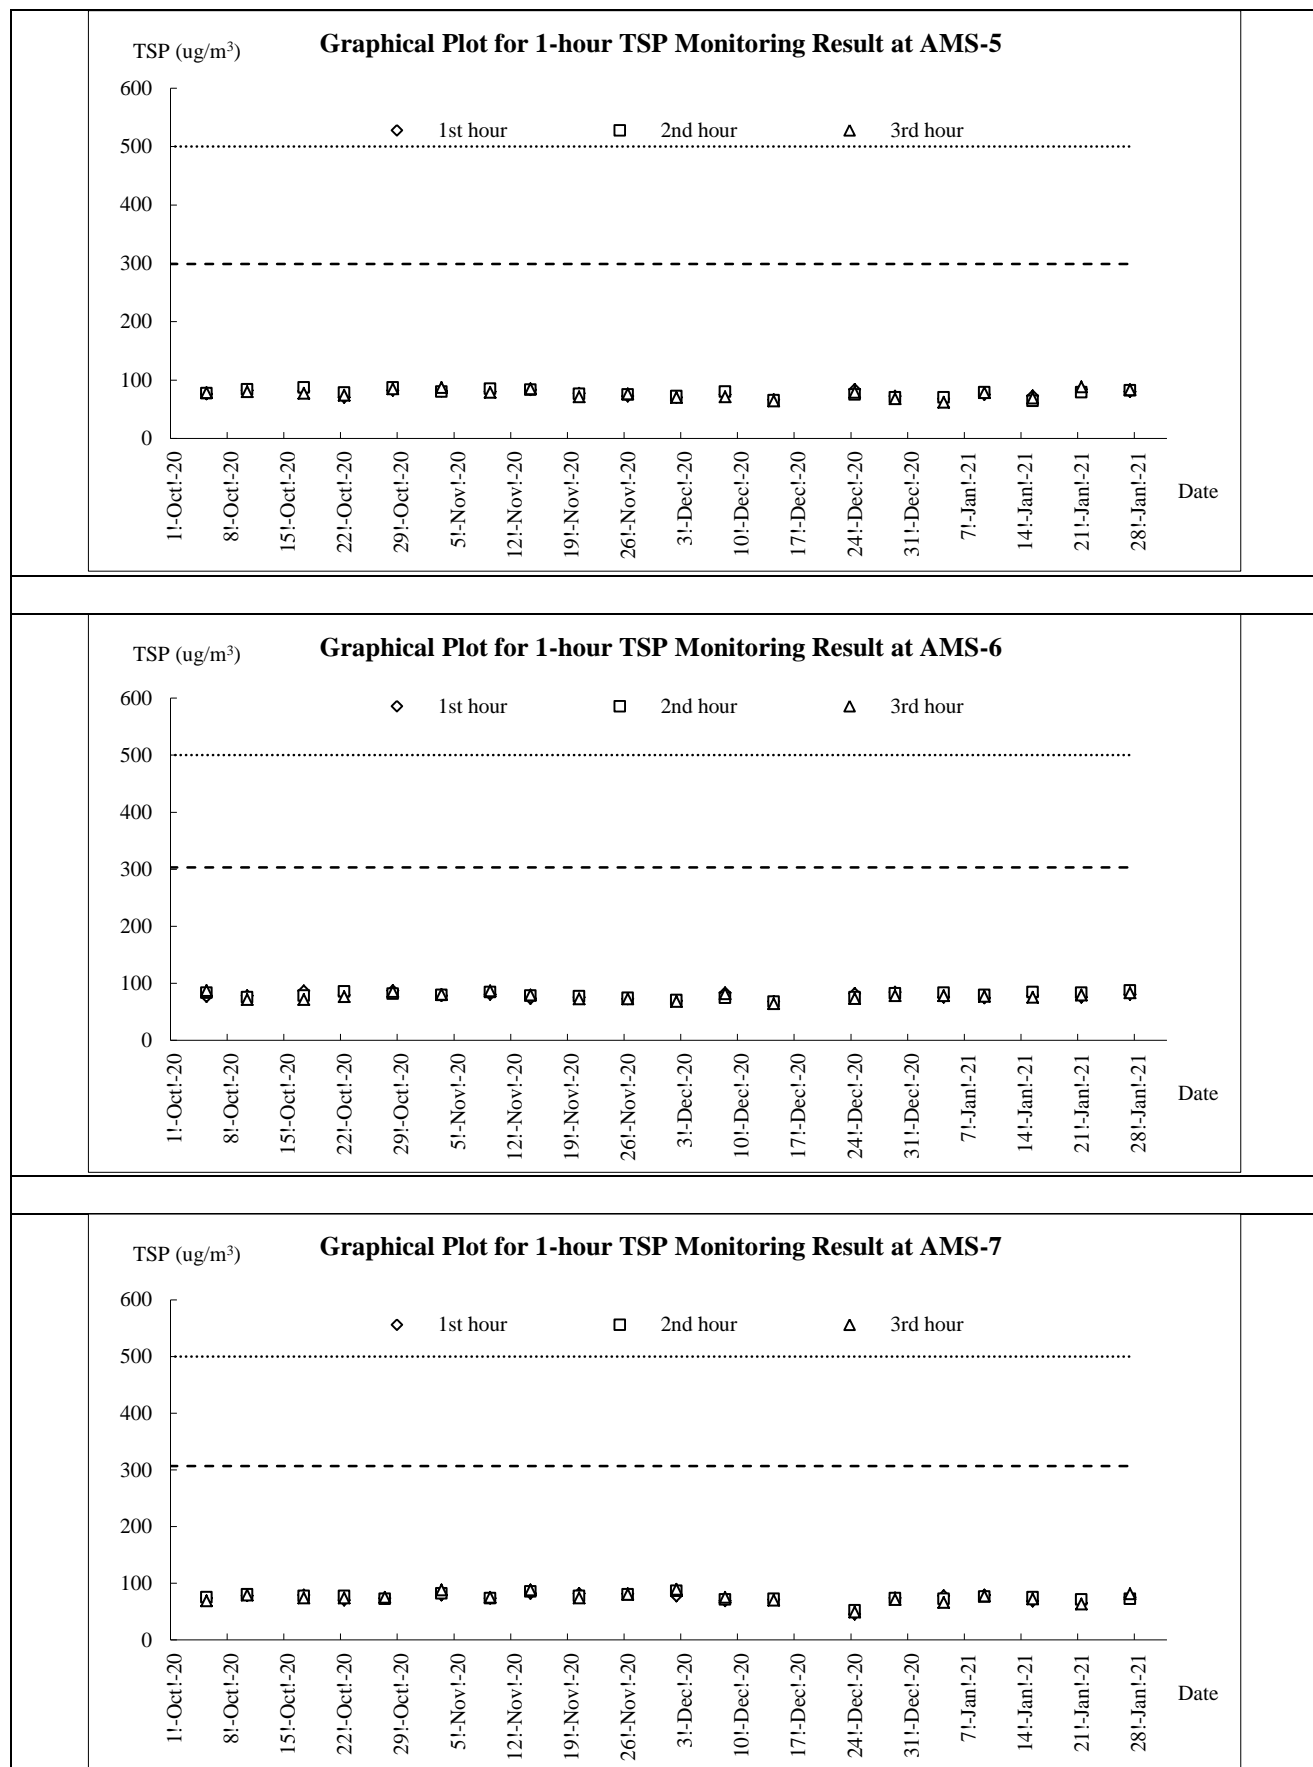 Graphical Plot for 1-hour TSP Monitoring Result at AMS-5
TSP (ug/m³)
600
1st hour 2nd hour 3rd hour
500
400
300
200
100
0
1!-Oct!-20
8!-Oct!-20
15!-Oct!-20
22!-Oct!-20
29!-Oct!-20
5!-Nov!-20
12!-Nov!-20
19!-Nov!-20
26!-Nov!-20
3!-Dec!-20
10!-Dec!-20
17!-Dec!-20
24!-Dec!-20
31!-Dec!-20
7!-Jan!-21
14!-Jan!-21
21!-Jan!-21
28!-Jan!-21
Date
Graphical Plot for 1-hour TSP Monitoring Result at AMS-6
TSP (ug/m³)
600
1st hour 2nd hour 3rd hour
500
400
300
200
100
0
1!-Oct!-20
8!-Oct!-20
15!-Oct!-20
22!-Oct!-20
29!-Oct!-20
5!-Nov!-20
12!-Nov!-20
19!-Nov!-20
26!-Nov!-20
3!-Dec!-20
10!-Dec!-20
17!-Dec!-20
24!-Dec!-20
31!-Dec!-20
7!-Jan!-21
14!-Jan!-21
21!-Jan!-21
28!-Jan!-21
Date
Graphical Plot for 1-hour TSP Monitoring Result at AMS-7
TSP (ug/m³)
600
1st hour 2nd hour 3rd hour
500
400
300
200
100
0
1!-Oct!-20
8!-Oct!-20
15!-Oct!-20
22!-Oct!-20
29!-Oct!-20
5!-Nov!-20
12!-Nov!-20
19!-Nov!-20
26!-Nov!-20
3!-Dec!-20
10!-Dec!-20
17!-Dec!-20
24!-Dec!-20
31!-Dec!-20
7!-Jan!-21
14!-Jan!-21
21!-Jan!-21
28!-Jan!-21
Date